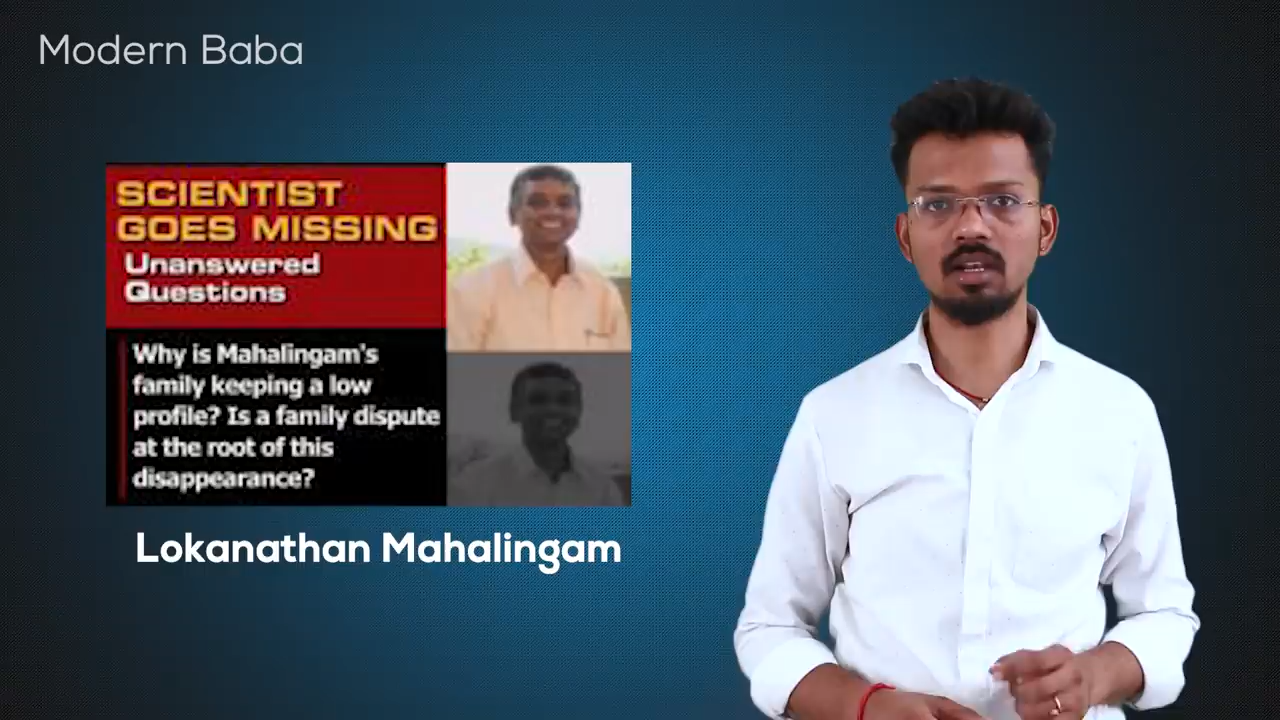 Modern Baba
SCIENTIST
GOES MISSING
Unanswered
Questions
Why is Mahalingam's
family keeping a low
profile? Is a family dispute
at the root of this
disappearance?
Lokanathan Mahalingam